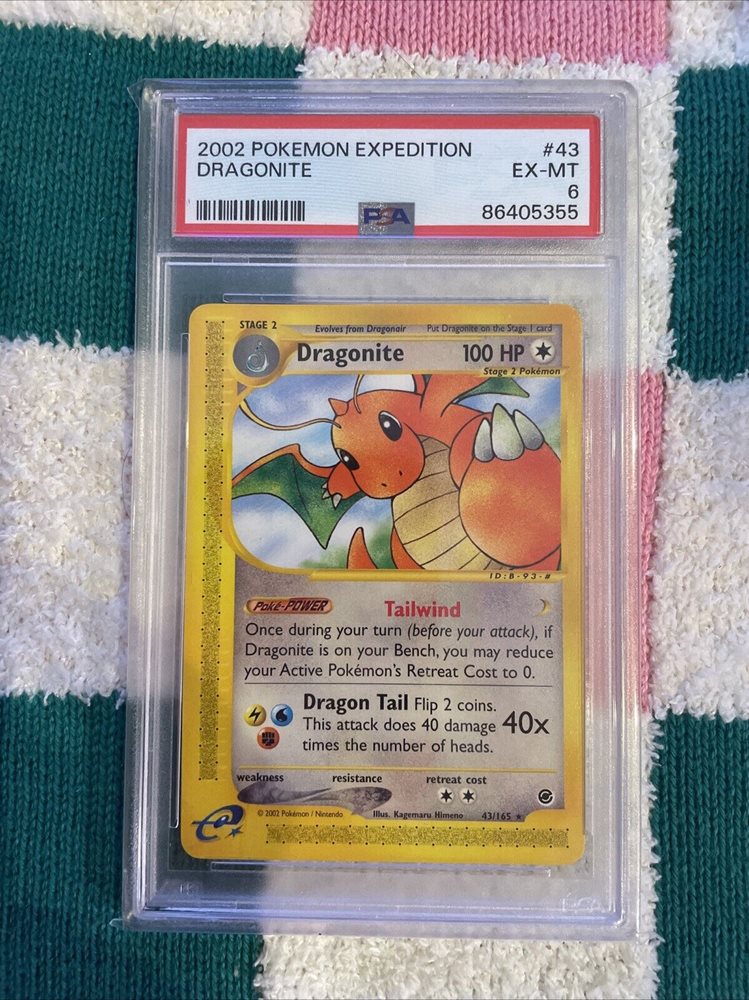 2002 POKEMON EXPEDITION #43
DRAGONITE EX-MT
6
PSA 86405355
STAGE 2 Evolves from Dragonair Put Dragonite on the Stage 1 card
Dragonite 100 HP
Stage 2 Pokémon
ID:B-93-#
Poké-POWER Tailwind
Once during your turn (before your attack), if
Dragonite is on your Bench, you may reduce
your Active Pokémon's Retreat Cost to 0.
Dragon Tail Flip 2 coins.
This attack does 40 damage 40x
times the number of heads.
weakness resistance retreat cost
© 2002 Pokémon / Nintendo Illus. Kagemaru Himeno 43/165 ★
e